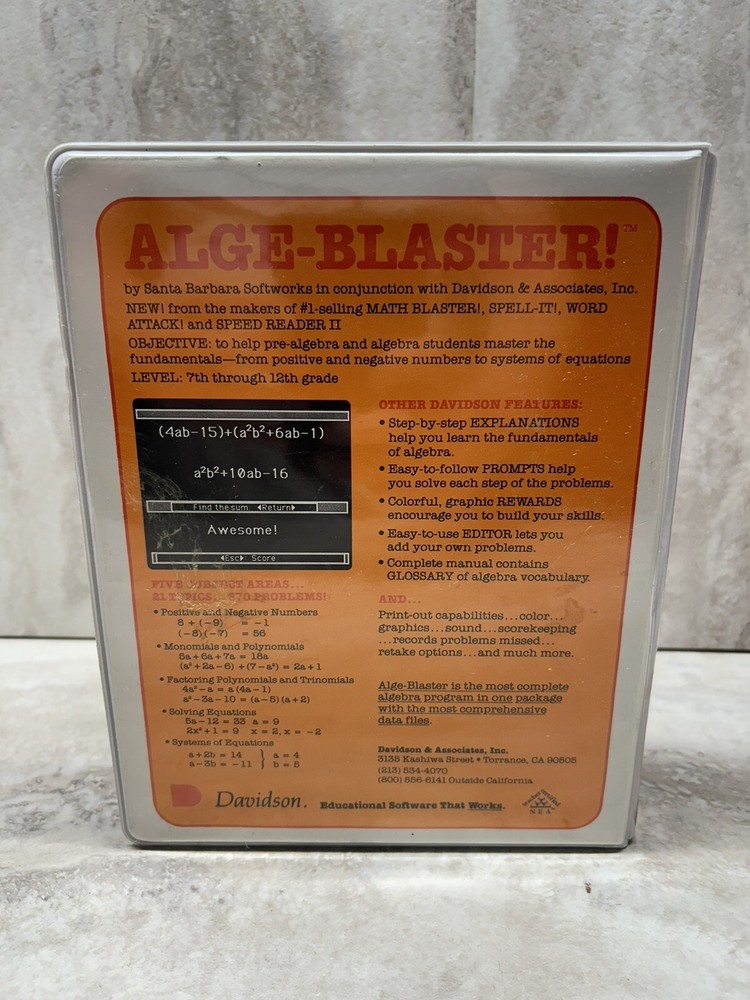 ALGE-BLASTER!™
by Santa Barbara Softworks in conjunction with Davidson & Associates, Inc.
NEW! from the makers of #1-selling MATH BLASTER!, SPELL-IT!, WORD
ATTACK! and SPEED READER II
OBJECTIVE: to help pre-algebra and algebra students master the
fundamentals—from positive and negative numbers to systems of equations
LEVEL: 7th through 12th grade
(4ab-15)+(a²b²+6ab-1)
a²b²+10ab-16
Find the sum ◄Return►
Awesome!
◄Esc► Score
FIVE SUBJECT AREAS...
21 TOPICS... PROBLEMS!
• Positive and Negative Numbers
8 + (-9) = -1
(-8)(-7) = 56
• Monomials and Polynomials
5a+6a+7a = 18a
(a²+2a-6)+(7-a²) = 2a+1
• Factoring Polynomials and Trinomials
4a²-a = a(4a-1)
a²-3a-10 = (a-5)(a+2)
• Solving Equations
5a-12 = 33 a = 9
2x²+1 = 9 x = 2, x = -2
• Systems of Equations
a+2b = 14 } a = 4
a-3b = -11 } b = 5
OTHER DAVIDSON FEATURES:
• Step-by-step EXPLANATIONS
help you learn the fundamentals
of algebra.
• Easy-to-follow PROMPTS help
you solve each step of the problems.
• Colorful, graphic REWARDS
encourage you to build your skills.
• Easy-to-use EDITOR lets you
add your own problems.
• Complete manual contains
GLOSSARY of algebra vocabulary.
AND...
Print-out capabilities...color...
graphics...sound...scorekeeping
...records problems missed...
retake options...and much more.
Alge-Blaster is the most complete
algebra program in one package
with the most comprehensive
data files.
Davidson & Associates, Inc.
3135 Kashiwa Street • Torrance, CA 90505
(213) 534-4070
(800) 556-6141 Outside California
Davidson. Educational Software That Works.
NEA